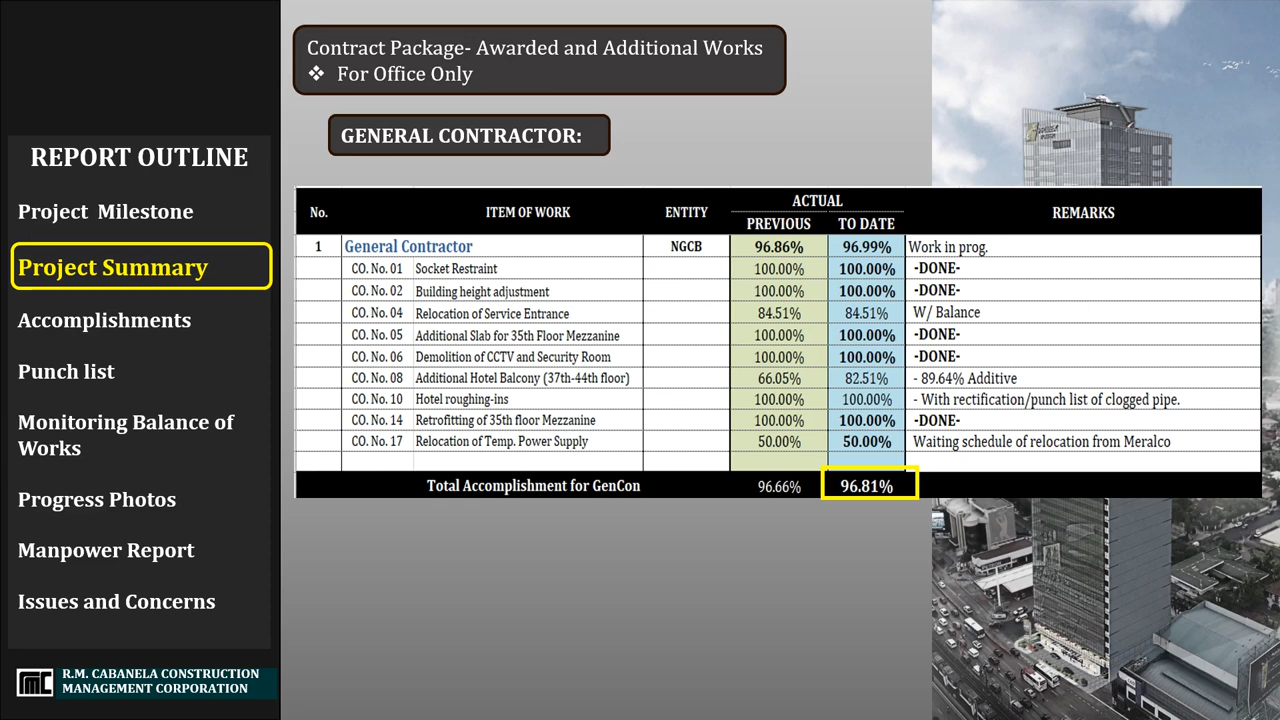 Contract Package- Awarded and Additional Works
❖ For Office Only
GENERAL CONTRACTOR:
REPORT OUTLINE
Project Milestone
Project Summary
Accomplishments
Punch list
Monitoring Balance of
Works
Progress Photos
Manpower Report
Issues and Concerns
R.M. CABANELA CONSTRUCTION
MANAGEMENT CORPORATION
No. ITEM OF WORK ENTITY ACTUAL REMARKS
PREVIOUS TO DATE
1 General Contractor NGCB 96.86% 96.99% Work in prog.
CO. No. 01 Socket Restraint 100.00% 100.00% -DONE-
CO. No. 02 Building height adjustment 100.00% 100.00% -DONE-
CO. No. 04 Relocation of Service Entrance 84.51% 84.51% W/ Balance
CO. No. 05 Additional Slab for 35th Floor Mezzanine 100.00% 100.00% -DONE-
CO. No. 06 Demolition of CCTV and Security Room 100.00% 100.00% -DONE-
CO. No. 08 Additional Hotel Balcony (37th-44th floor) 66.05% 82.51% - 89.64% Additive
CO. No. 10 Hotel roughing-ins 100.00% 100.00% - With rectification/punch list of clogged pipe.
CO. No. 14 Retrofitting of 35th floor Mezzanine 100.00% 100.00% -DONE-
CO. No. 17 Relocation of Temp. Power Supply 50.00% 50.00% Waiting schedule of relocation from Meralco
Total Accomplishment for GenCon 96.66% 96.81%